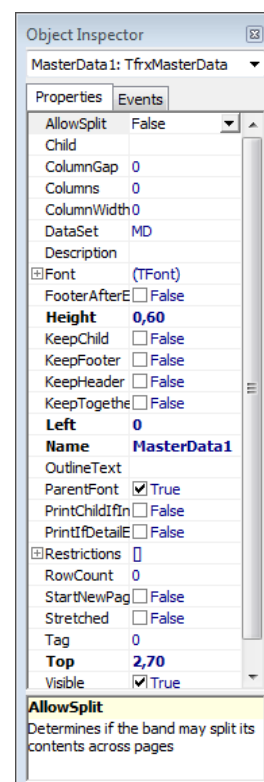 Object Inspector
MasterData1: TfrxMasterData
Properties Events
AllowSplit False
Child
ColumnGap 0
Columns 0
ColumnWidth 0
DataSet MD
Description
Font (TFont)
FooterAfterE False
Height 0,60
KeepChild False
KeepFooter False
KeepHeader False
KeepTogethe False
Left 0
Name MasterData1
OutlineText
ParentFont True
PrintChildIfIn False
PrintIfDetailE False
Restrictions []
RowCount 0
StartNewPag False
Stretched False
Tag 0
Top 2,70
Visible True
AllowSplit
Determines if the band may split its
contents across pages